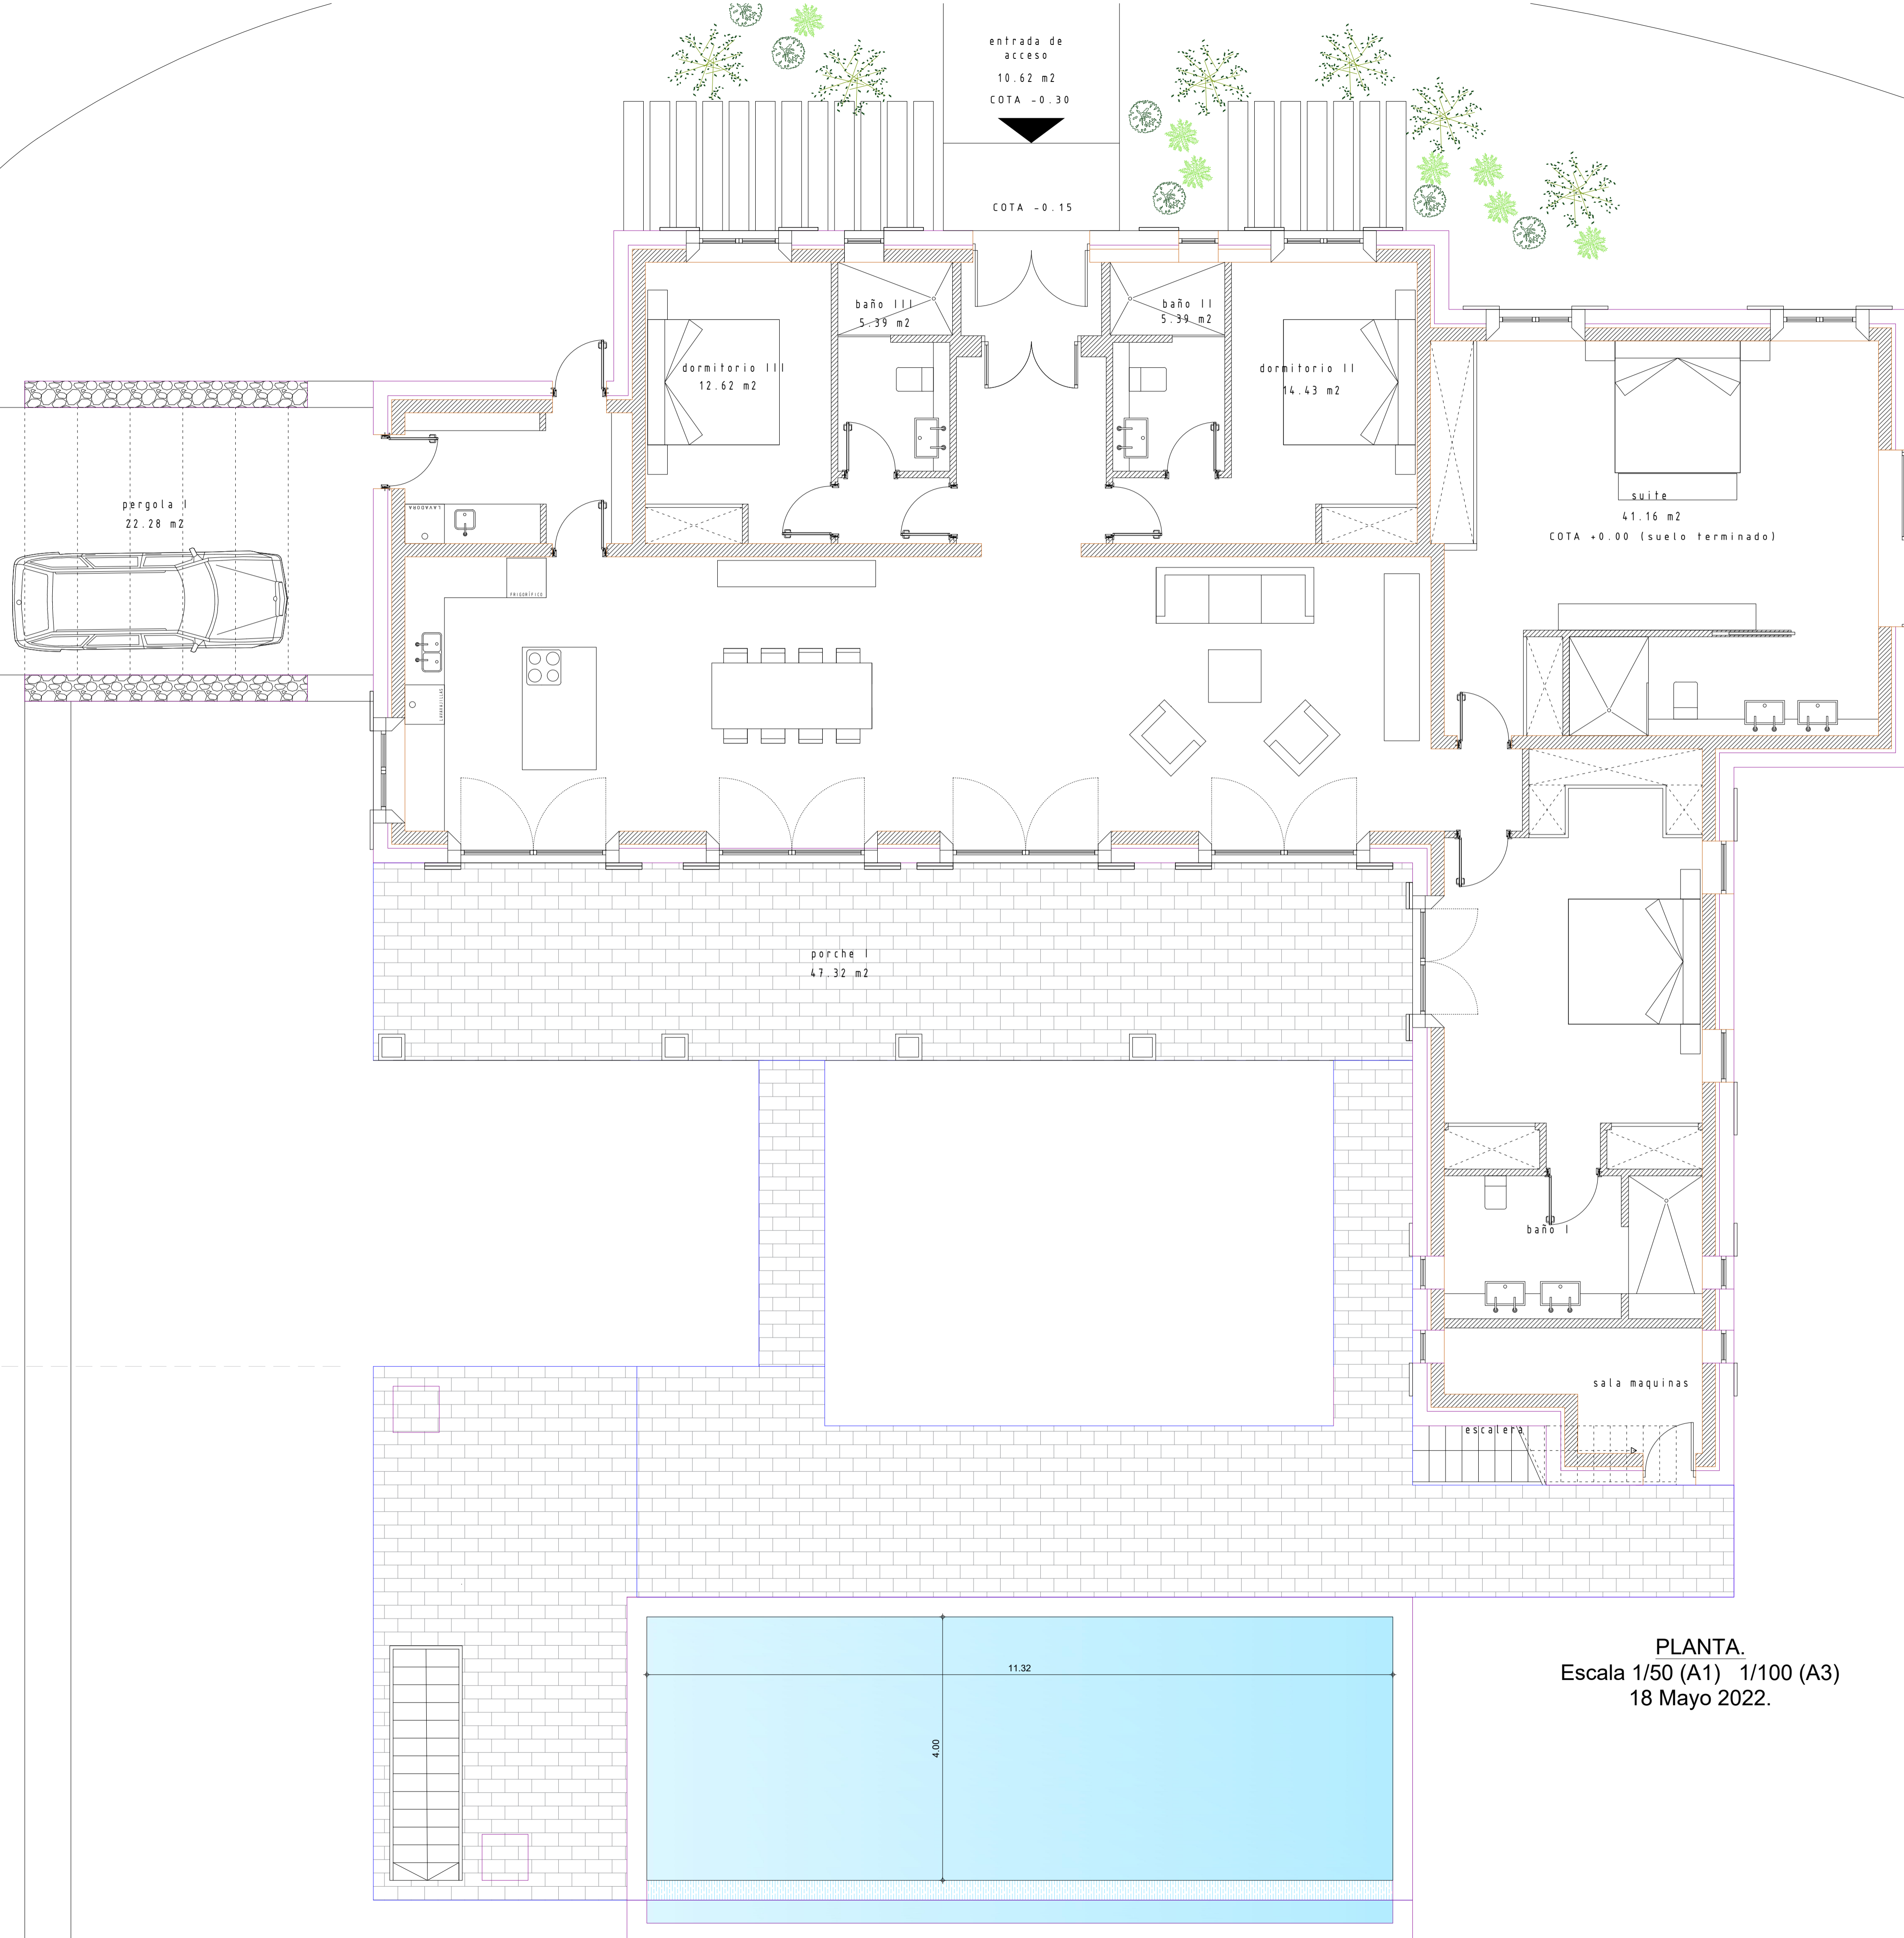 entrada de
acceso
10.62 m2
COTA -0.30
COTA -0.15
baño III
5.39 m2
baño II
5.39 m2
dormitorio III
12.62 m2
dormitorio II
14.43 m2
pergola I
22.28 m2
LAVADORA
suite
41.16 m2
COTA +0.00 (suelo terminado)
FRIGORÍFICO
LAVAVAJILLAS
porche I
47.32 m2
baño I
sala maquinas
escalera
11.32
4.00
PLANTA.
Escala 1/50 (A1) 1/100 (A3)
18 Mayo 2022.